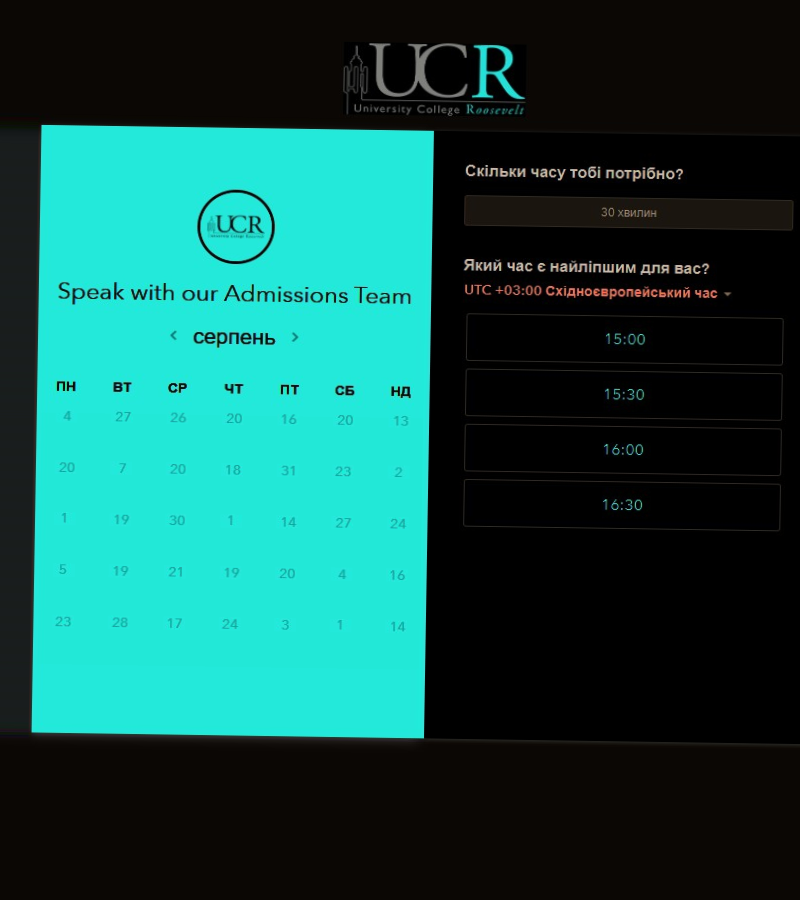 UCR
University College Roosevelt
UCR
University College Roosevelt
Speak with our Admissions Team
серпень
ПН ВТ СР ЧТ ПТ СБ НД
4 27 26 20 16 20 13
20 7 20 18 31 23 2
1 19 30 1 14 27 24
5 19 21 19 20 4 16
23 28 17 24 3 1 14
Скільки часу тобі потрібно?
30 хвилин
Який час є найліпшим для вас?
UTC +03:00 Східноєвропейський час
15:00
15:30
16:00
16:30